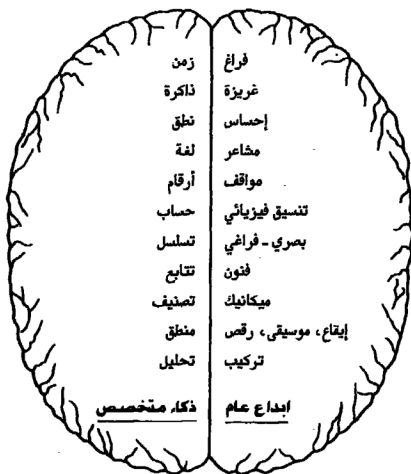 فراغ زمن
غريزة ذاكرة
إحساس نطق
مشاعر لغة
مواقف أرقام
تنسيق فيزيائي حساب
بصري - فراغي تسلسل
فنون تتابع
ميكانيك تصنيف
إيقاع، موسيقى، رقص منطق
تركيب تحليل
ابداع عام ذكاء متخصص